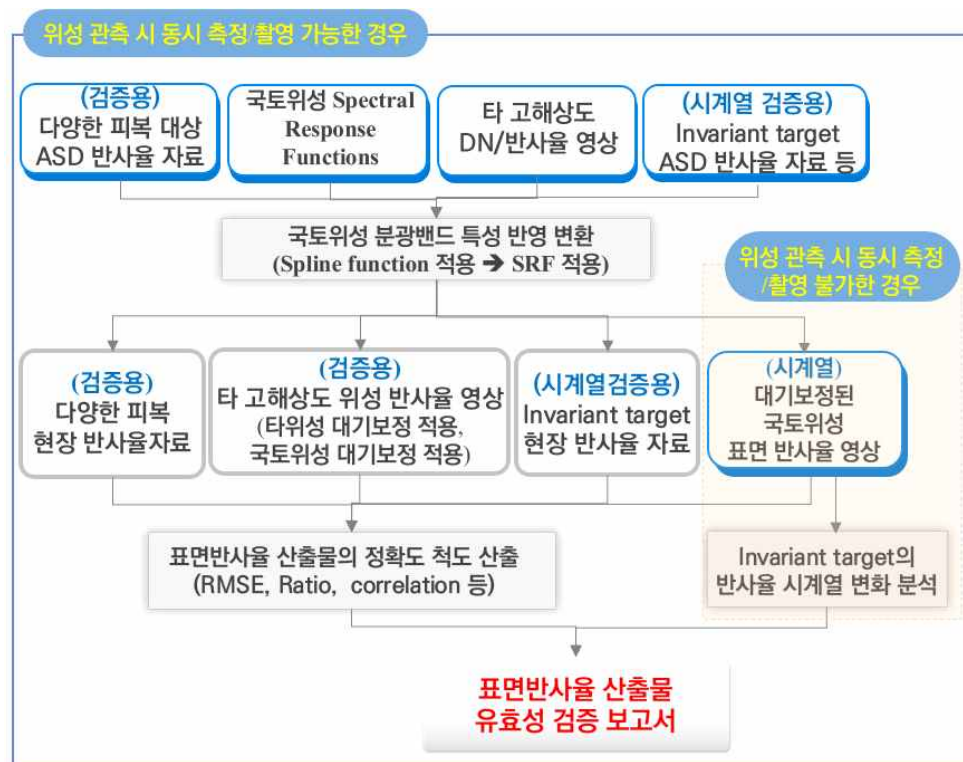 위성 관측 시 동시 측정/촬영 가능한 경우
(검증용)
다양한 피복 대상
ASD 반사율 자료
국토위성 Spectral
Response
Functions
타 고해상도
DN/반사율 영상
(시계열 검증용)
Invariant target
ASD 반사율 자료 등
국토위성 분광밴드 특성 반영 변환
(Spline function 적용 ➔ SRF 적용)
위성 관측 시 동시 측정
/촬영 불가한 경우
(검증용)
다양한 피복
현장 반사율자료
(검증용)
타 고해상도 위성 반사율 영상
(타위성 대기보정 적용,
국토위성 대기보정 적용)
(시계열검증용)
Invariant target
현장 반사율 자료
(시계열)
대기보정된
국토위성
표면 반사율 영상
표면반사율 산출물의 정확도 척도 산출
(RMSE, Ratio, correlation 등)
Invariant target의
반사율 시계열 변화 분석
표면반사율 산출물
유효성 검증 보고서